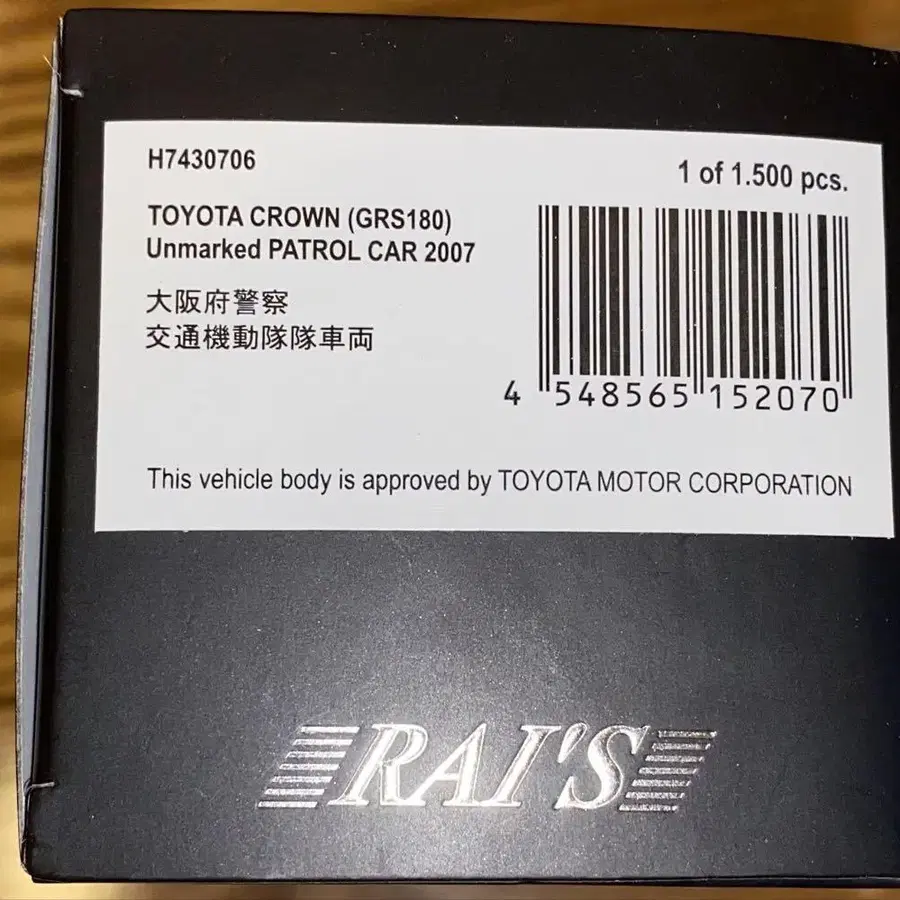 H7430706
1 of 1.500 pcs.
TOYOTA CROWN (GRS180)
Unmarked PATROL CAR 2007
大阪府警察
交通機動隊隊車両
4 548565 152070
This vehicle body is approved by TOYOTA MOTOR CORPORATION
RAI'S